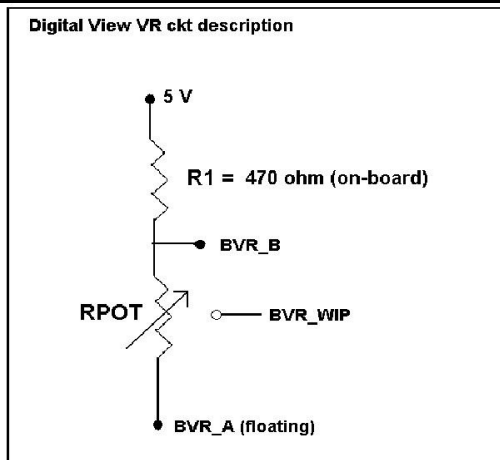 Digital View VR ckt description
5 V
R1 = 470 ohm (on-board)
BVR_B
RPOT
BVR_WIP
BVR_A (floating)